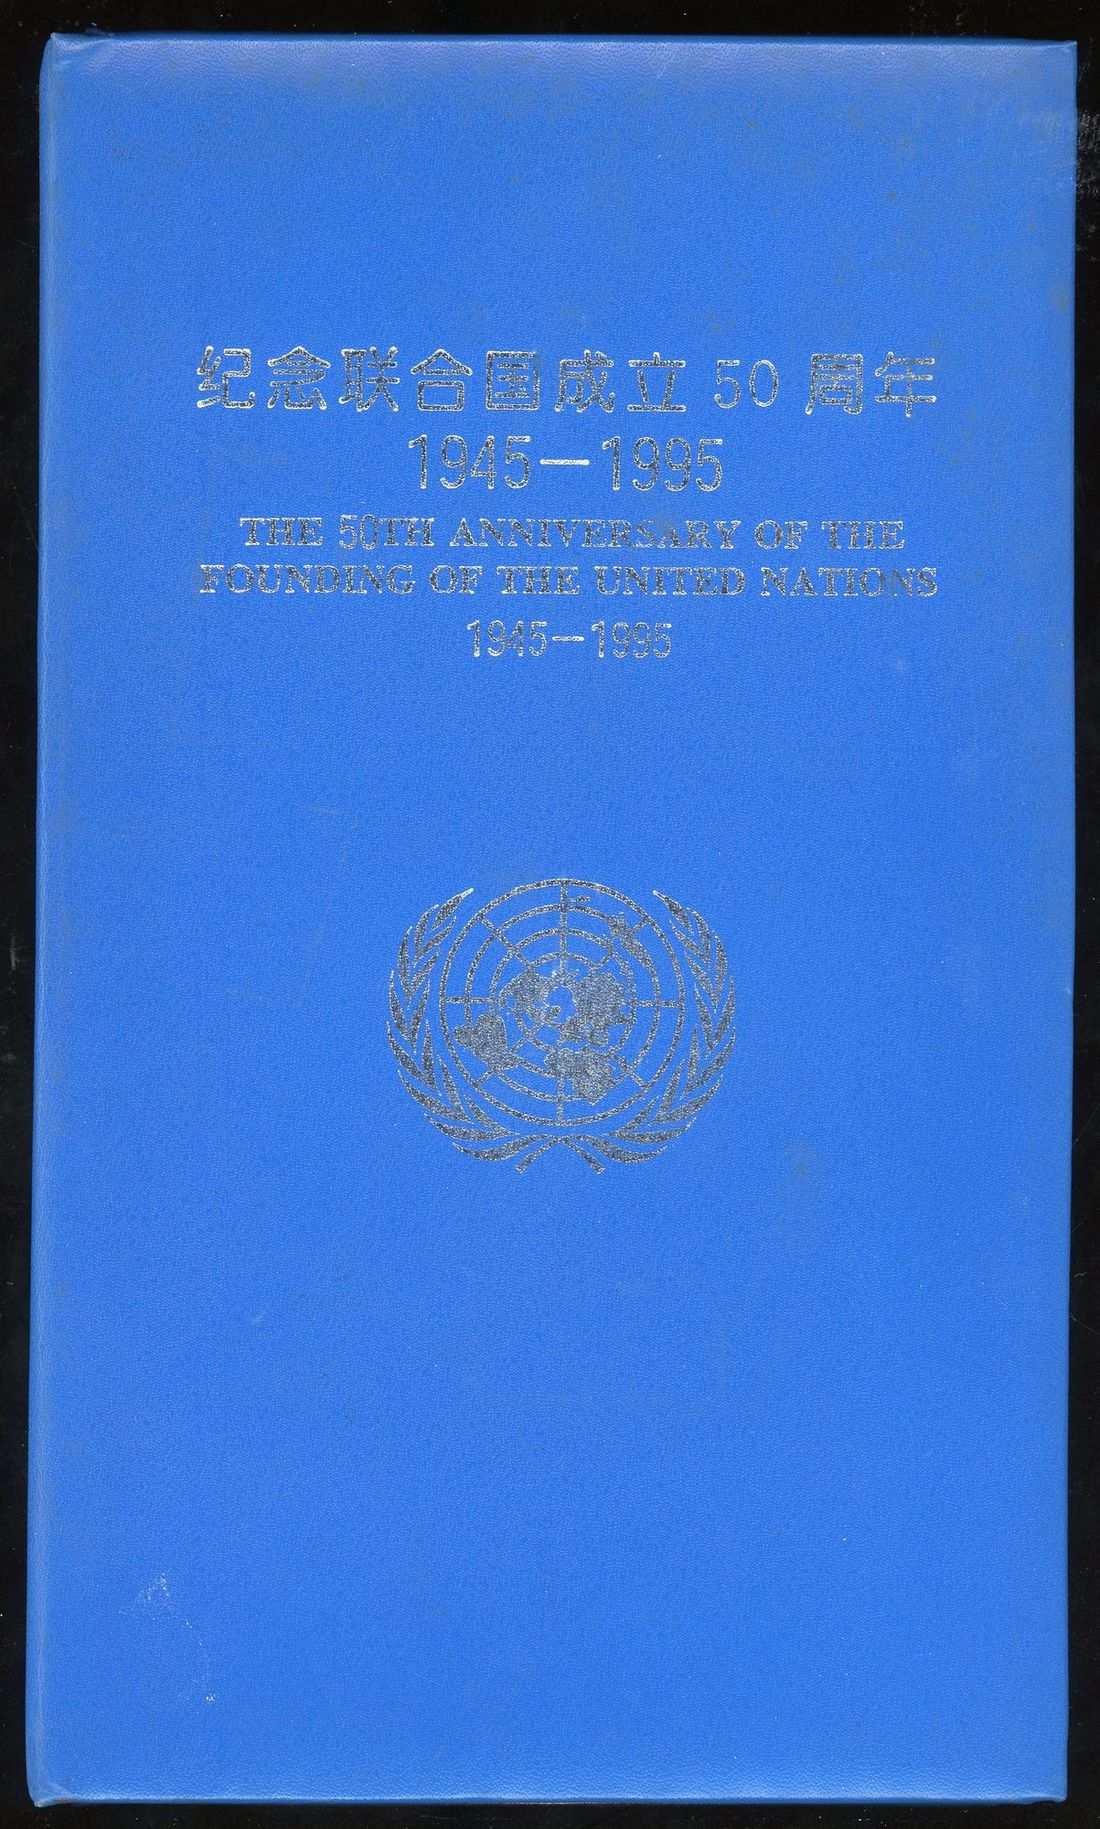 纪念联合国成立 50 周年
1945—1995
THE 50TH ANNIVERSARY OF THE
FOUNDING OF THE UNITED NATIONS
1945—1995